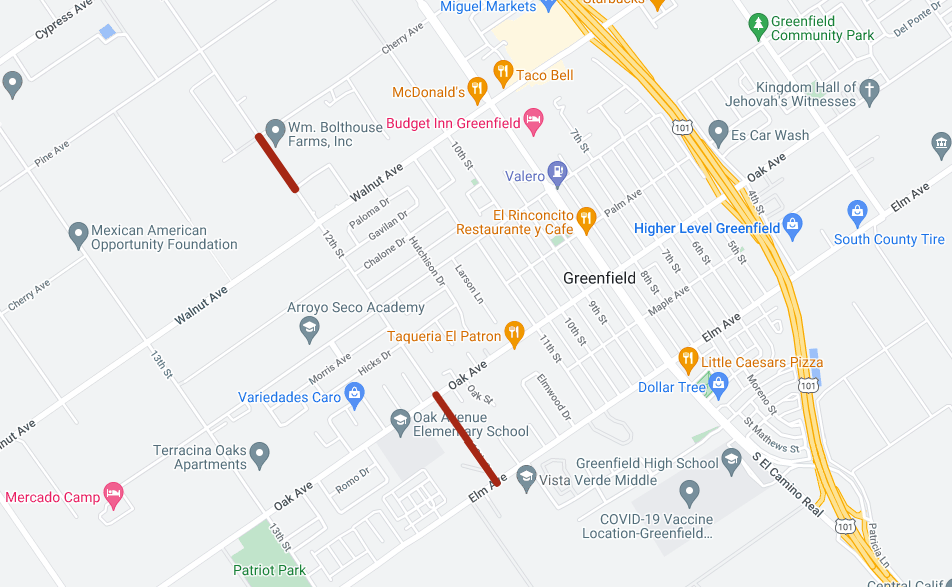 Starbucks
Miguel Markets
Cypress Ave
Cherry Ave
Greenfield
Community Park
Del Ponte Dr
Taco Bell
McDonald's
Kingdom Hall of
Jehovah's Witnesses
Wm. Bolthouse
Farms, Inc
Budget Inn Greenfield
101
Es Car Wash
7th St
Pine Ave
10th St
Walnut Ave
Valero
Oak Ave
Elm Ave
4th St
Palm Ave
Paloma Dr
Gavilan Dr
Chalone Dr
El Rinconcito
Restaurante y Cafe
Higher Level Greenfield
South County Tire
Mexican American
Opportunity Foundation
12th St
Hutchison Dr
Larson Ln
Greenfield
8th St
7th St
6th St
5th St
Cherry Ave
Walnut Ave
Maple Ave
9th St
10th St
11th St
Elm Ave
Arroyo Seco Academy
Taqueria El Patron
13th St
Morris Ave
Hicks Dr
Little Caesars Pizza
Oak Ave
Oak St
Elmwood Dr
Dollar Tree
Moreno St
101
Variedades Caro
Oak Avenue
Elementary School
St Mathews St
nut Ave
Terracina Oaks
Apartments
Romo Dr
Elm Ave
Vista Verde Middle
Greenfield High School
S El Camino Real
Mercado Camp
Oak Ave
COVID-19 Vaccine
Location-Greenfield...
101
Patricia Ln
13th St
Patriot Park
Central Calif